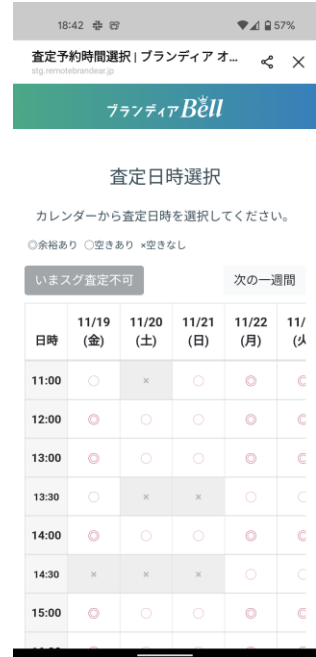 18:42 57%
査定予約時間選択 | ブランディア オ...
stg.remotebrandear.jp
ブランディアBell
査定日時選択
カレンダーから査定日時を選択してください。
◎余裕あり ○空きあり ×空きなし
いまスグ査定不可 次の一週間
日時 11/19 (金) 11/20 (土) 11/21 (日) 11/22 (月) 11/
11:00 ○ × ○ ◎ ◎
12:00 ◎ ○ ○ ◎ ◎
13:00 ◎ ○ ○ ◎ ◎
13:30 ○ × × ○ ○
14:00 ◎ ○ ○ ◎ ◎
14:30 × × × ○ ○
15:00 ◎ ○ ○ ◎ ◎